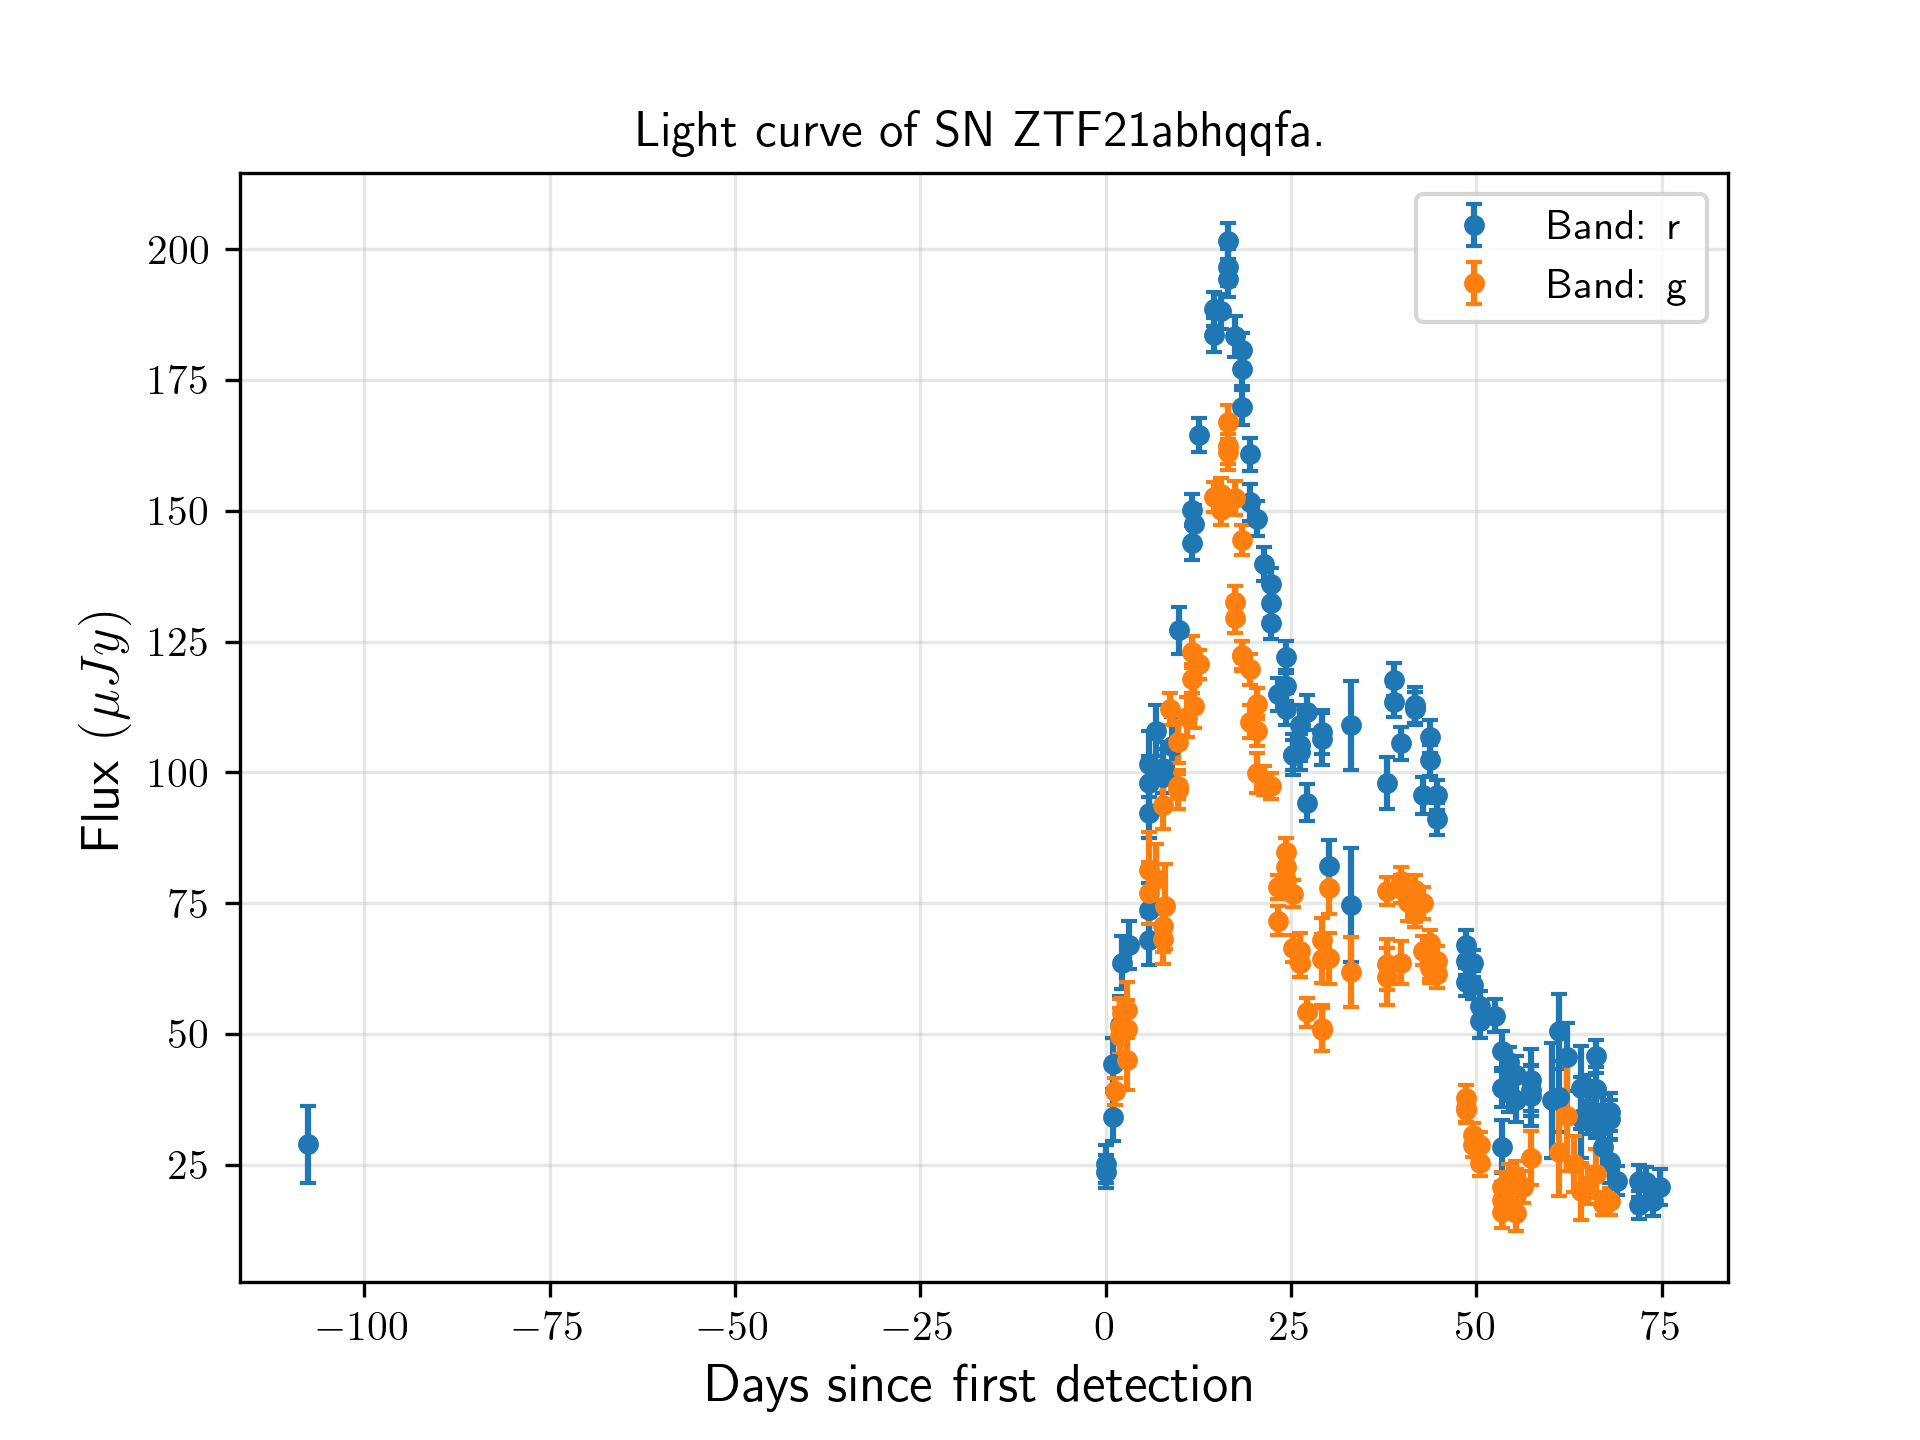 Light curve of SN ZTF21abhqqfa.
Band: r
Band: g
200
175
150
125
100
75
50
25
Flux (μJy)
−100 −75 −50 −25 0 25 50 75
Days since first detection